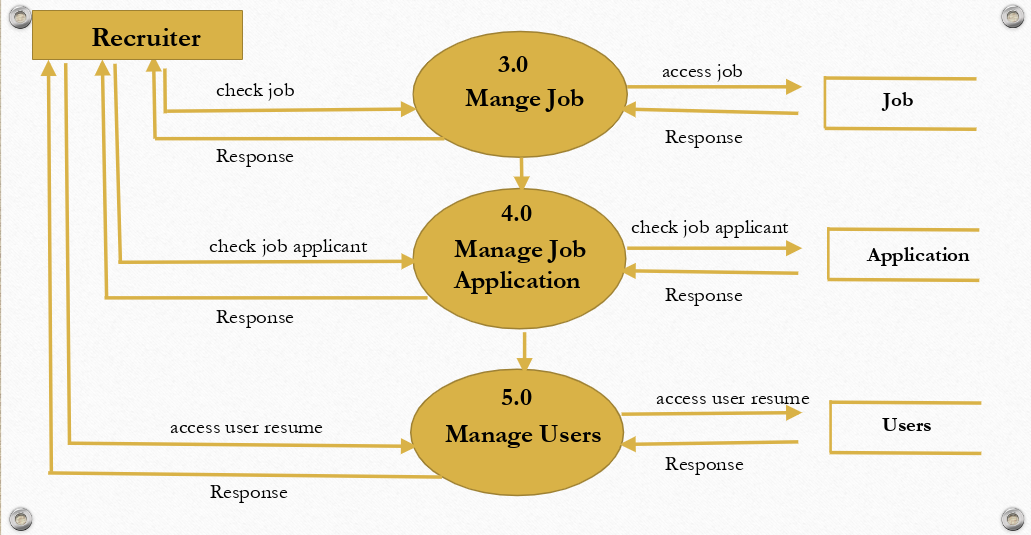 Recruiter
3.0
Mange Job
check job
access job
Job
Response
Response
4.0
Manage Job
Application
check job applicant
check job applicant
Application
Response
Response
5.0
Manage Users
access user resume
access user resume
Users
Response
Response